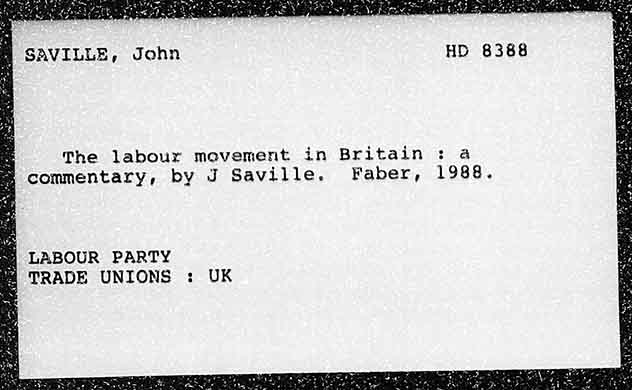 SAVILLE, John HD 8388
The labour movement in Britain : a
commentary, by J Saville. Faber, 1988.
LABOUR PARTY
TRADE UNIONS : UK